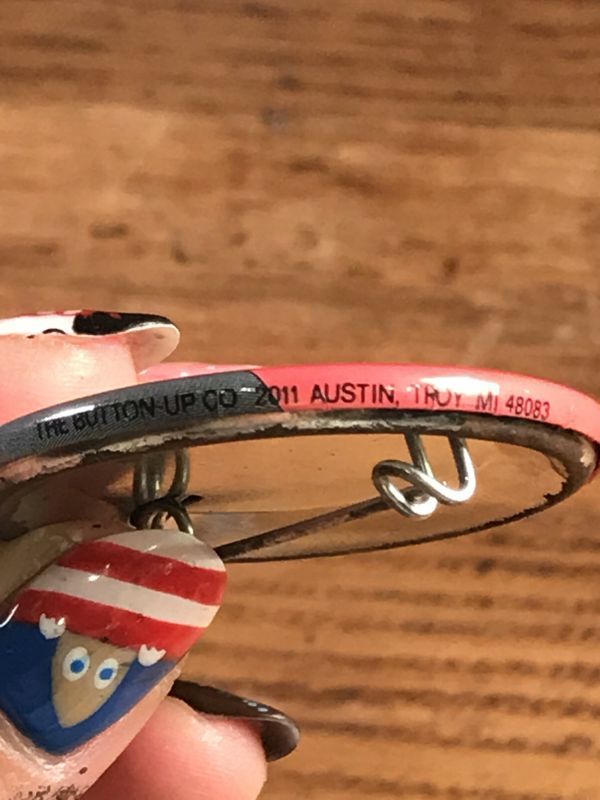 THE BUTTON-UP CO 2011 AUSTIN, TROY MI 48083